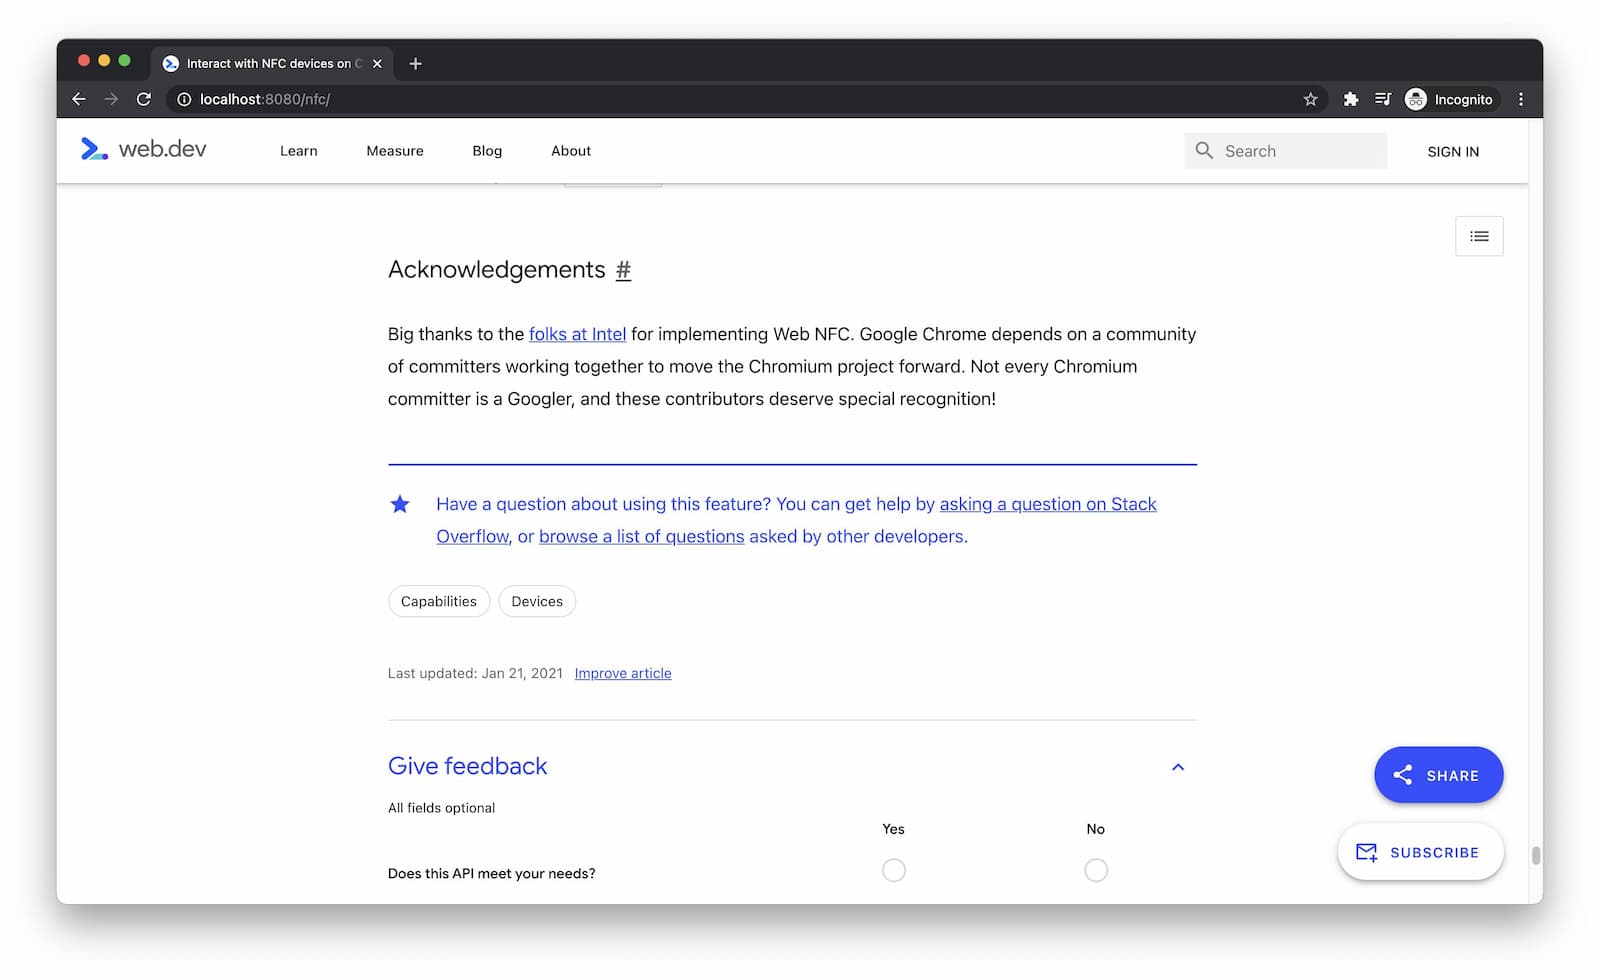 Interact with NFC devices on C
localhost:8080/nfc/
Incognito
web.dev
Learn
Measure
Blog
About
Search
SIGN IN
Acknowledgements #
Big thanks to the folks at Intel for implementing Web NFC. Google Chrome depends on a community
of committers working together to move the Chromium project forward. Not every Chromium
committer is a Googler, and these contributors deserve special recognition!
Have a question about using this feature? You can get help by asking a question on Stack
Overflow, or browse a list of questions asked by other developers.
Capabilities
Devices
Last updated: Jan 21, 2021 Improve article
Give feedback
SHARE
All fields optional
Yes
No
SUBSCRIBE
Does this API meet your needs?